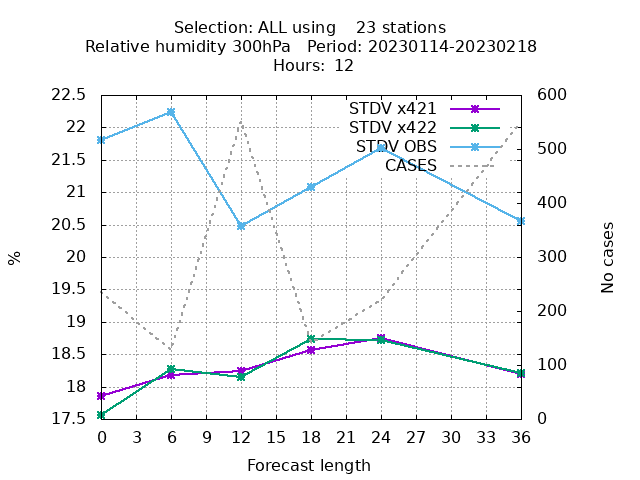 Selection: ALL using    23 stations
Relative humidity 300hPa   Period: 20230114-20230218
Hours: 12
22.5
22
21.5
21
20.5
20
19.5
19
18.5
18
17.5
%
STDV x421
STDV x422
STDV OBS
CASES
600
500
400
300
200
100
0
No cases
0 3 6 9 12 15 18 21 24 27 30 33 36
Forecast length